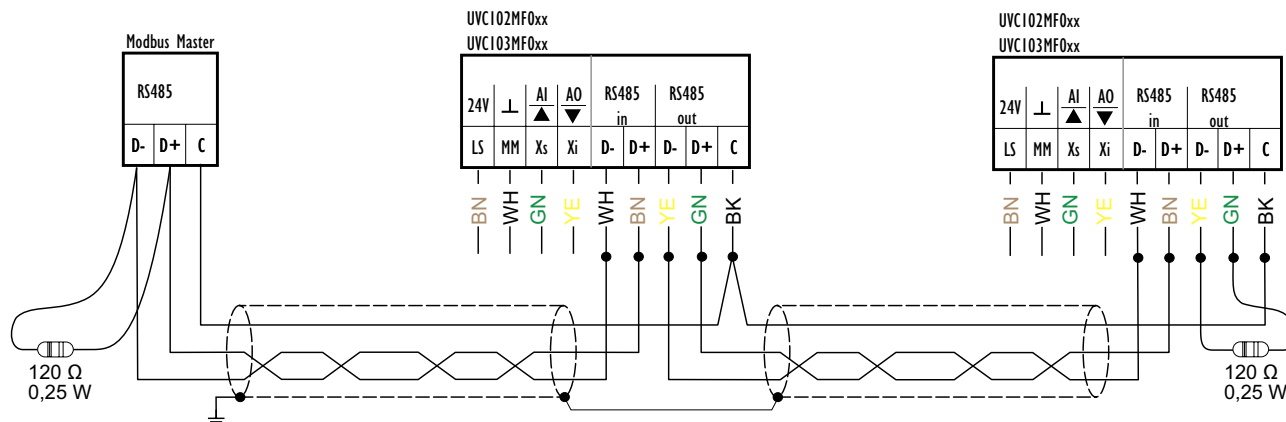 Modbus Master
RS485
D- D+ C
120 Ω
0,25 W
UVC102MF0xx
UVC103MF0xx
24V ⊥ AI AO RS485 in RS485 out
LS MM Xs Xi D- D+ D- D+ C
BN WH GN YE WH BN YE GN BK
UVC102MF0xx
UVC103MF0xx
24V ⊥ AI AO RS485 in RS485 out
LS MM Xs Xi D- D+ D- D+ C
BN WH GN YE WH BN YE GN BK
120 Ω
0,25 W